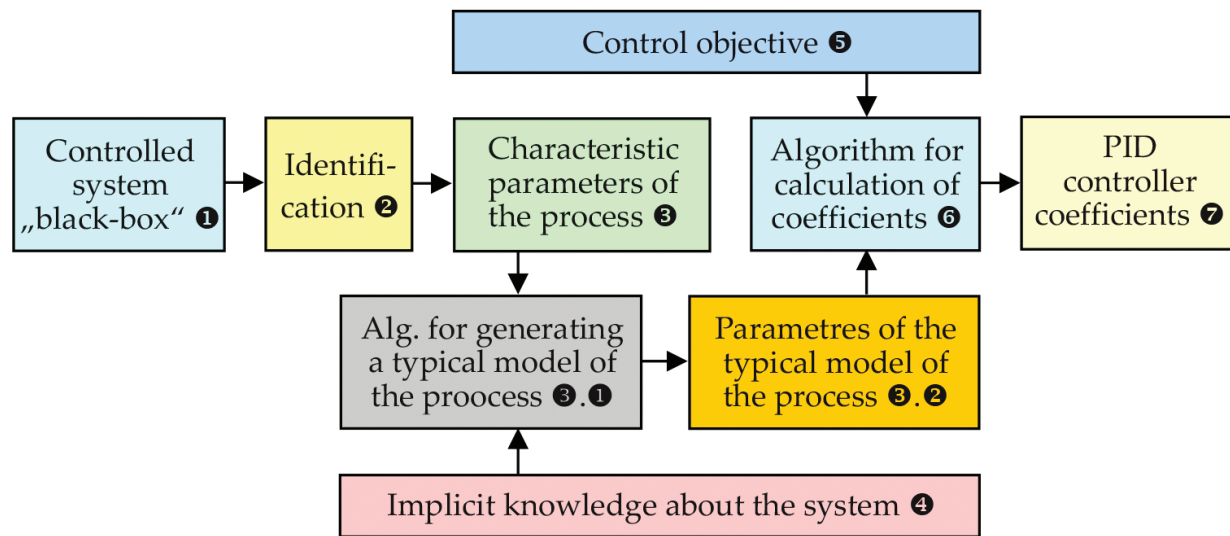 Control objective ❺
Controlled
system
„black-box“ ❶
Identifi-
cation ❷
Characteristic
parameters of
the process ❸
Algorithm for
calculation of
coefficients ❻
PID
controller
coefficients ❼
Alg. for generating
a typical model of
the proocess ❸.❶
Parametres of the
typical model of
the process ❸.❷
Implicit knowledge about the system ❹